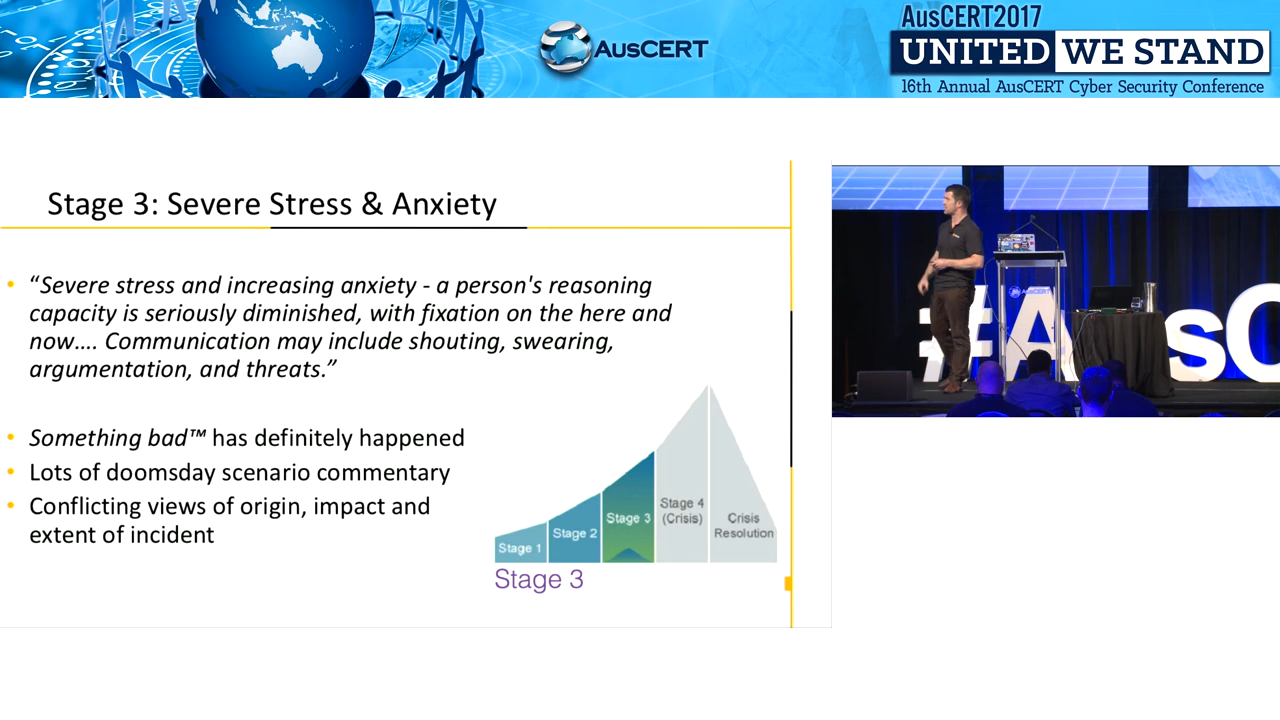 AusCERT
AusCERT2017
UNITED WE STAND
16th Annual AusCERT Cyber Security Conference
Stage 3: Severe Stress & Anxiety
• “Severe stress and increasing anxiety - a person's reasoning
capacity is seriously diminished, with fixation on the here and
now…. Communication may include shouting, swearing,
argumentation, and threats.”
• Something bad™ has definitely happened
• Lots of doomsday scenario commentary
• Conflicting views of origin, impact and
extent of incident
Stage 1
Stage 2
Stage 3
Stage 4
(Crisis)
Crisis
Resolution
Stage 3
AusCERT
#AusC